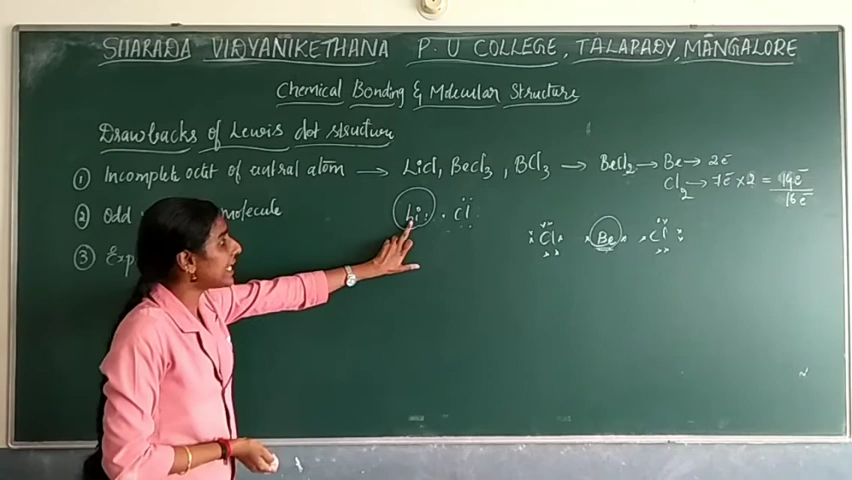 SHARADA VIDYANIKETHANA P. U COLLEGE, TALAPADY, MANGALORE
Chemical Bonding & Molecular Structure
Drawbacks of Lewis dot structure
① Incomplete octet of central atom → LiCl, BeCl3, BCl3 → BeCl2 → Be → 2e⁻
Cl2 → 7e⁻ × 2 = 14e⁻
16e⁻
② Odd molecule
Li : · Cl
Cl Be Cl
③ Exp